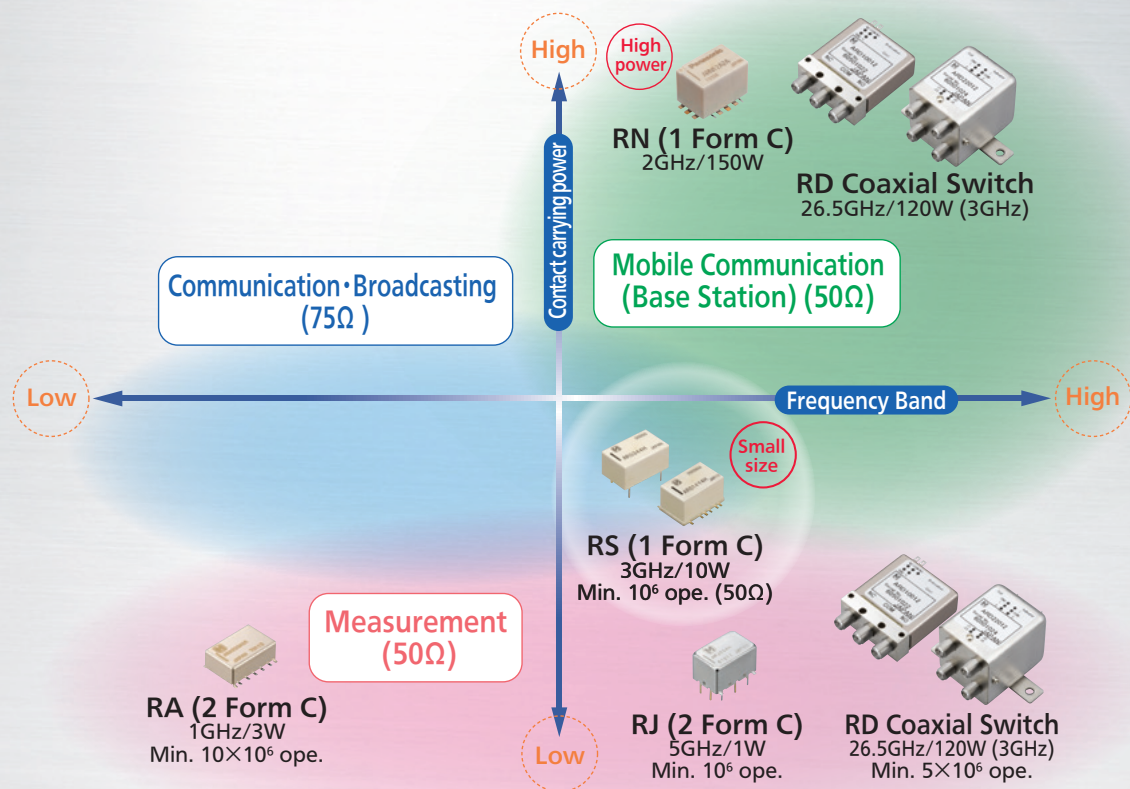 High
High
power
RN (1 Form C)
2GHz/150W
RD Coaxial Switch
26.5GHz/120W (3GHz)
Contact carrying power
Communication・Broadcasting
(75Ω )
Mobile Communication
(Base Station) (50Ω)
Low
Frequency Band
High
Small
size
RS (1 Form C)
3GHz/10W
Min. 10⁶ ope. (50Ω)
Measurement
(50Ω)
RA (2 Form C)
1GHz/3W
Min. 10×10⁶ ope.
Low
RJ (2 Form C)
5GHz/1W
Min. 10⁶ ope.
RD Coaxial Switch
26.5GHz/120W (3GHz)
Min. 5×10⁶ ope.